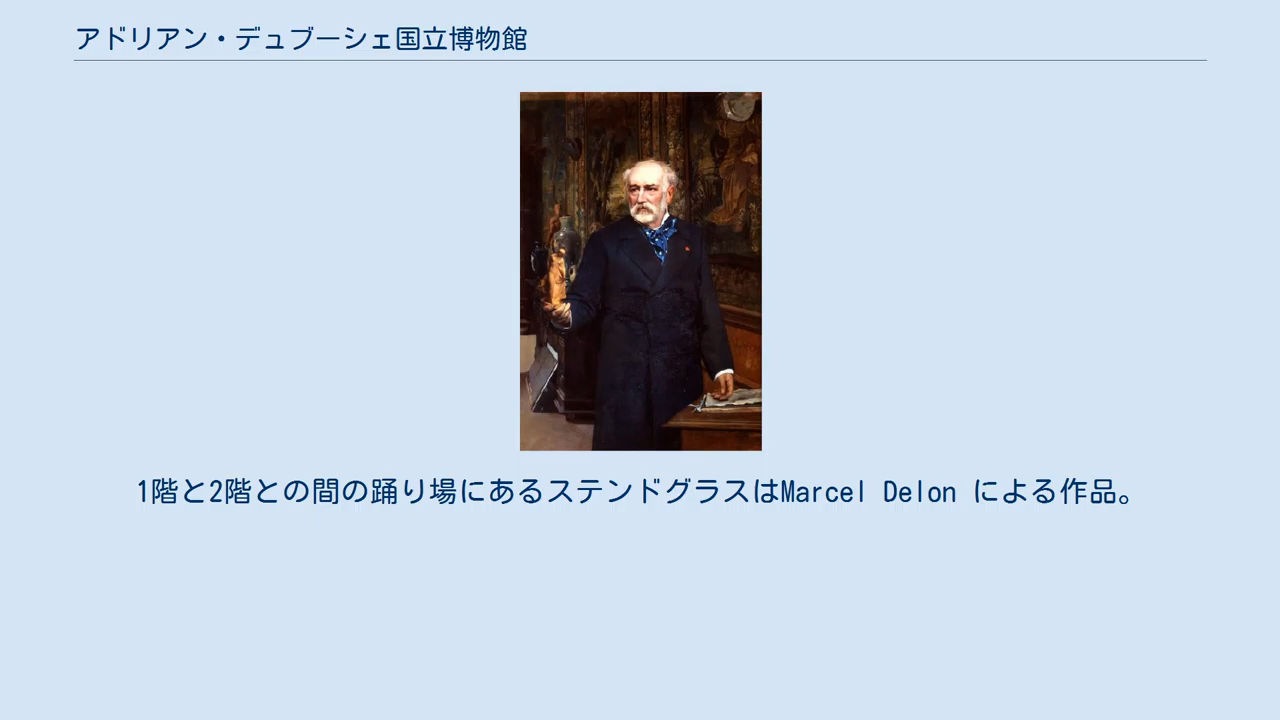 アドリアン・デュブーシェ国立博物館
1階と2階との間の踊り場にあるステンドグラスはMarcel Delon による作品。